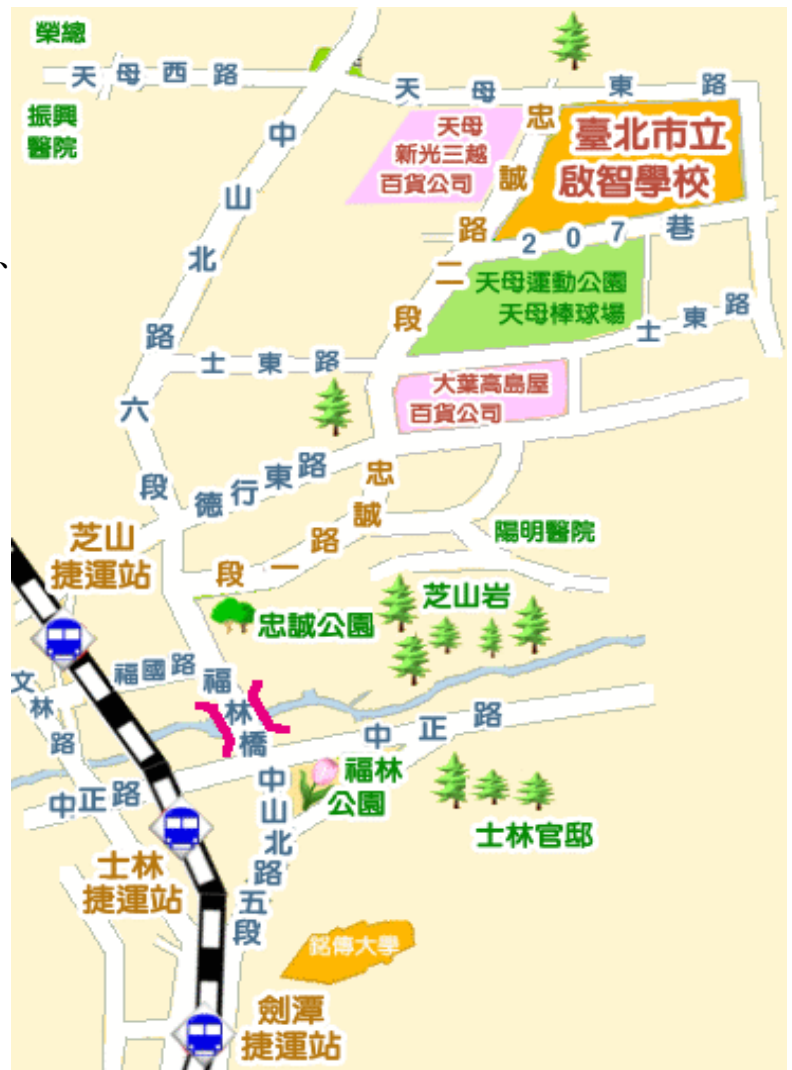 榮總
天母西路
天母東路
振興
醫院
中山北路六段
天母
新光三越
百貨公司
忠誠路二段
臺北市立
啟智學校
207巷
、
天母運動公園
天母棒球場
士東路
士東路
大葉高島屋
百貨公司
德行東路
忠誠路一段
陽明醫院
芝山
捷運站
芝山岩
忠誠公園
福國路
文林路
福林橋
中正路
中正路
福林
公園
中山北路五段
士林官邸
士林
捷運站
銘傳大學
劍潭
捷運站